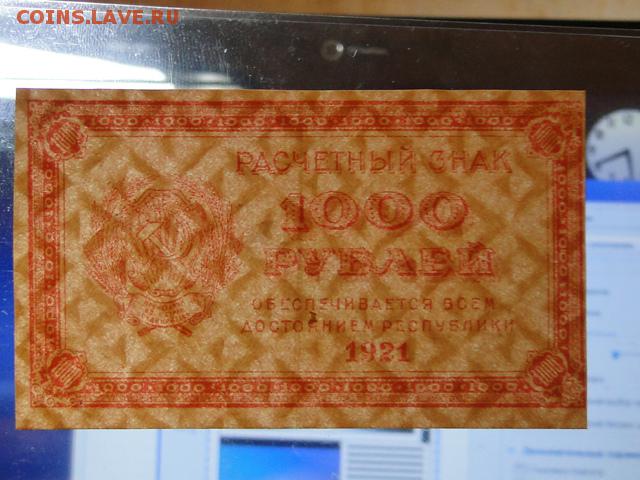 COINS.LAVE.RU
РАСЧЕТНЫЙ ЗНАК
1000
РУБЛЕЙ
ОБЕСПЕЧИВАЕТСЯ ВСЕМ
ДОСТОЯНИЕМ РЕСПУБЛИКИ
1921